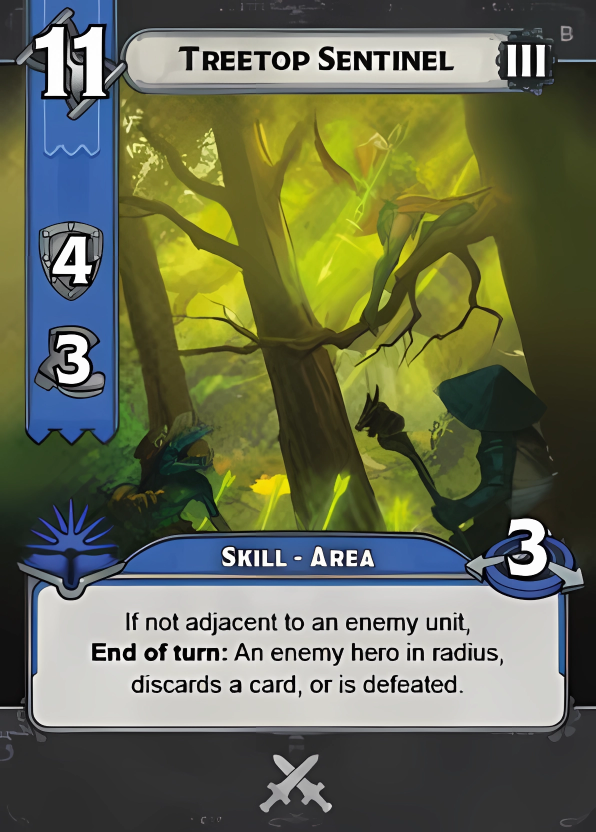 11
TREETOP SENTINEL
III
B
4
3
SKILL - AREA
3
If not adjacent to an enemy unit,
End of turn: An enemy hero in radius,
discards a card, or is defeated.